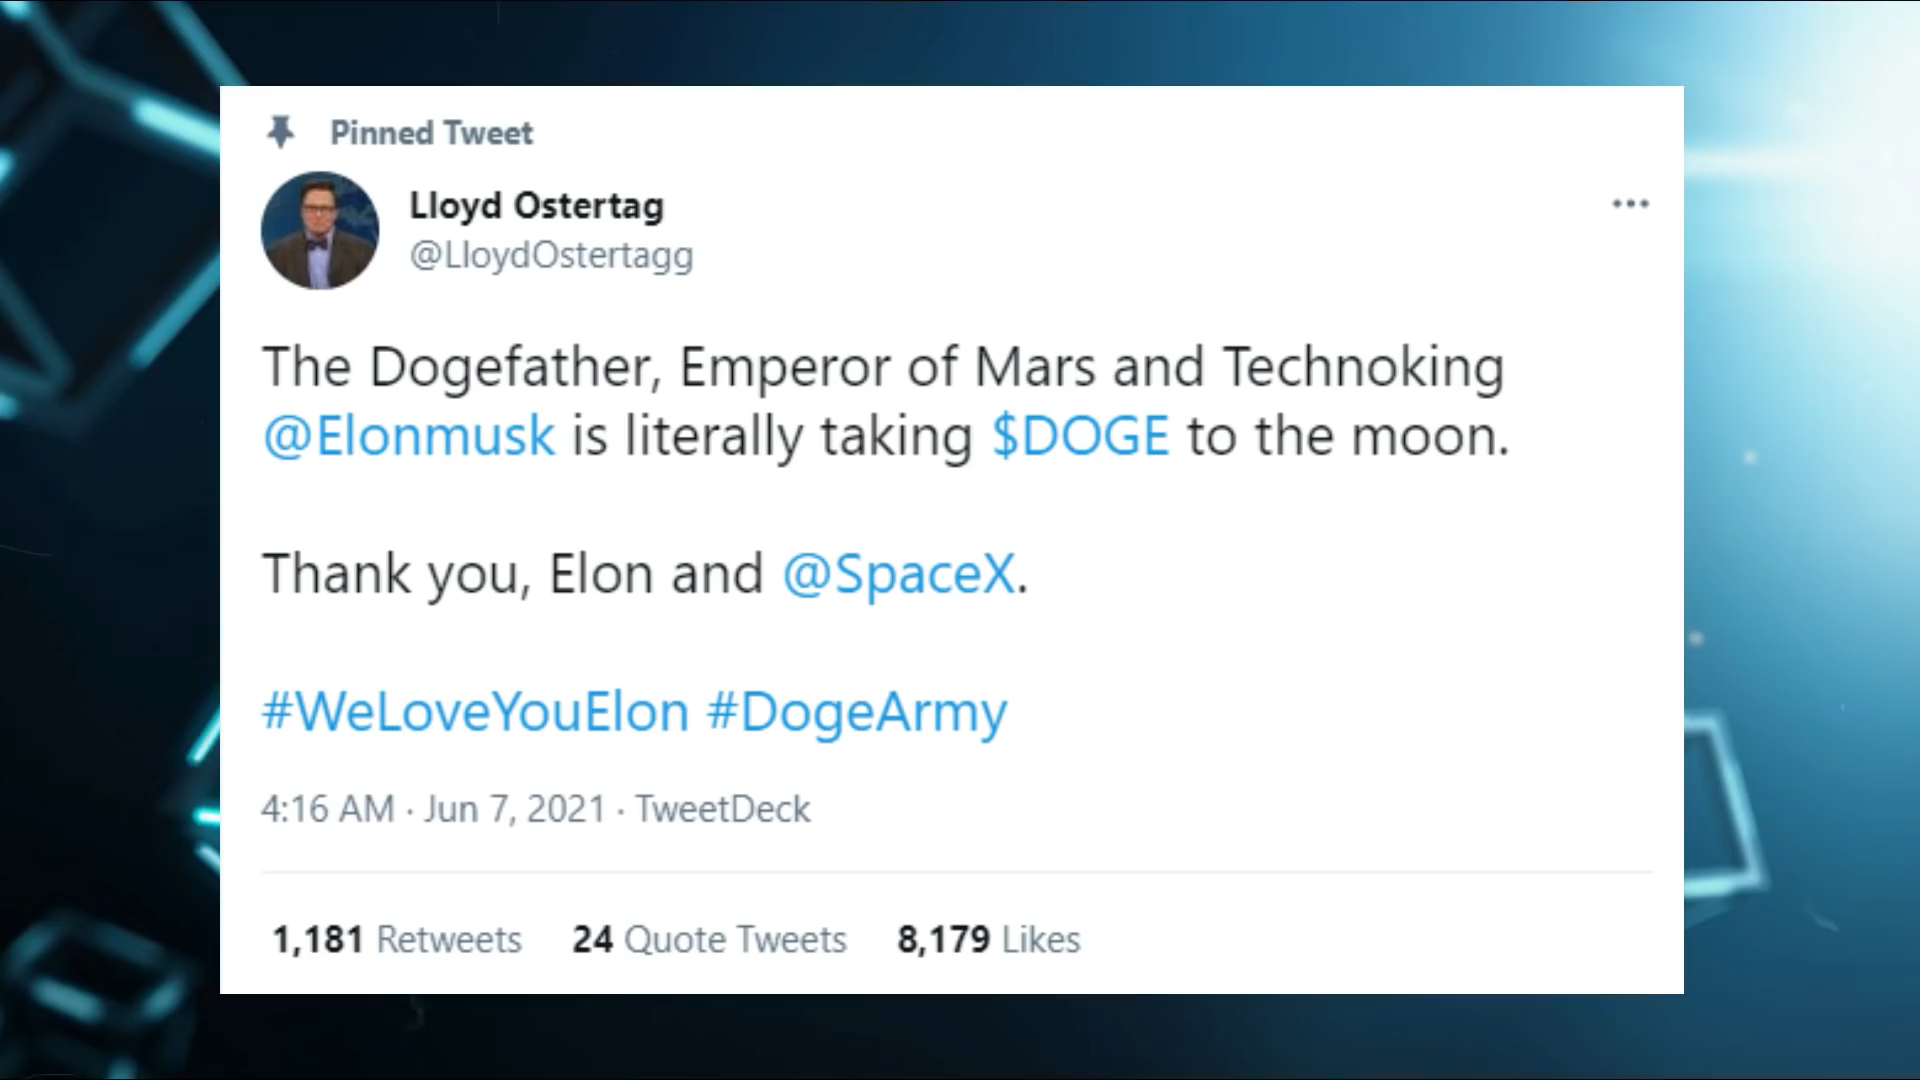 Pinned Tweet
Lloyd Ostertag
@LloydOstertagg
The Dogefather, Emperor of Mars and Technoking
@Elonmusk is literally taking $DOGE to the moon.
Thank you, Elon and @SpaceX.
#WeLoveYouElon #DogeArmy
4:16 AM · Jun 7, 2021 · TweetDeck
1,181 Retweets 24 Quote Tweets 8,179 Likes